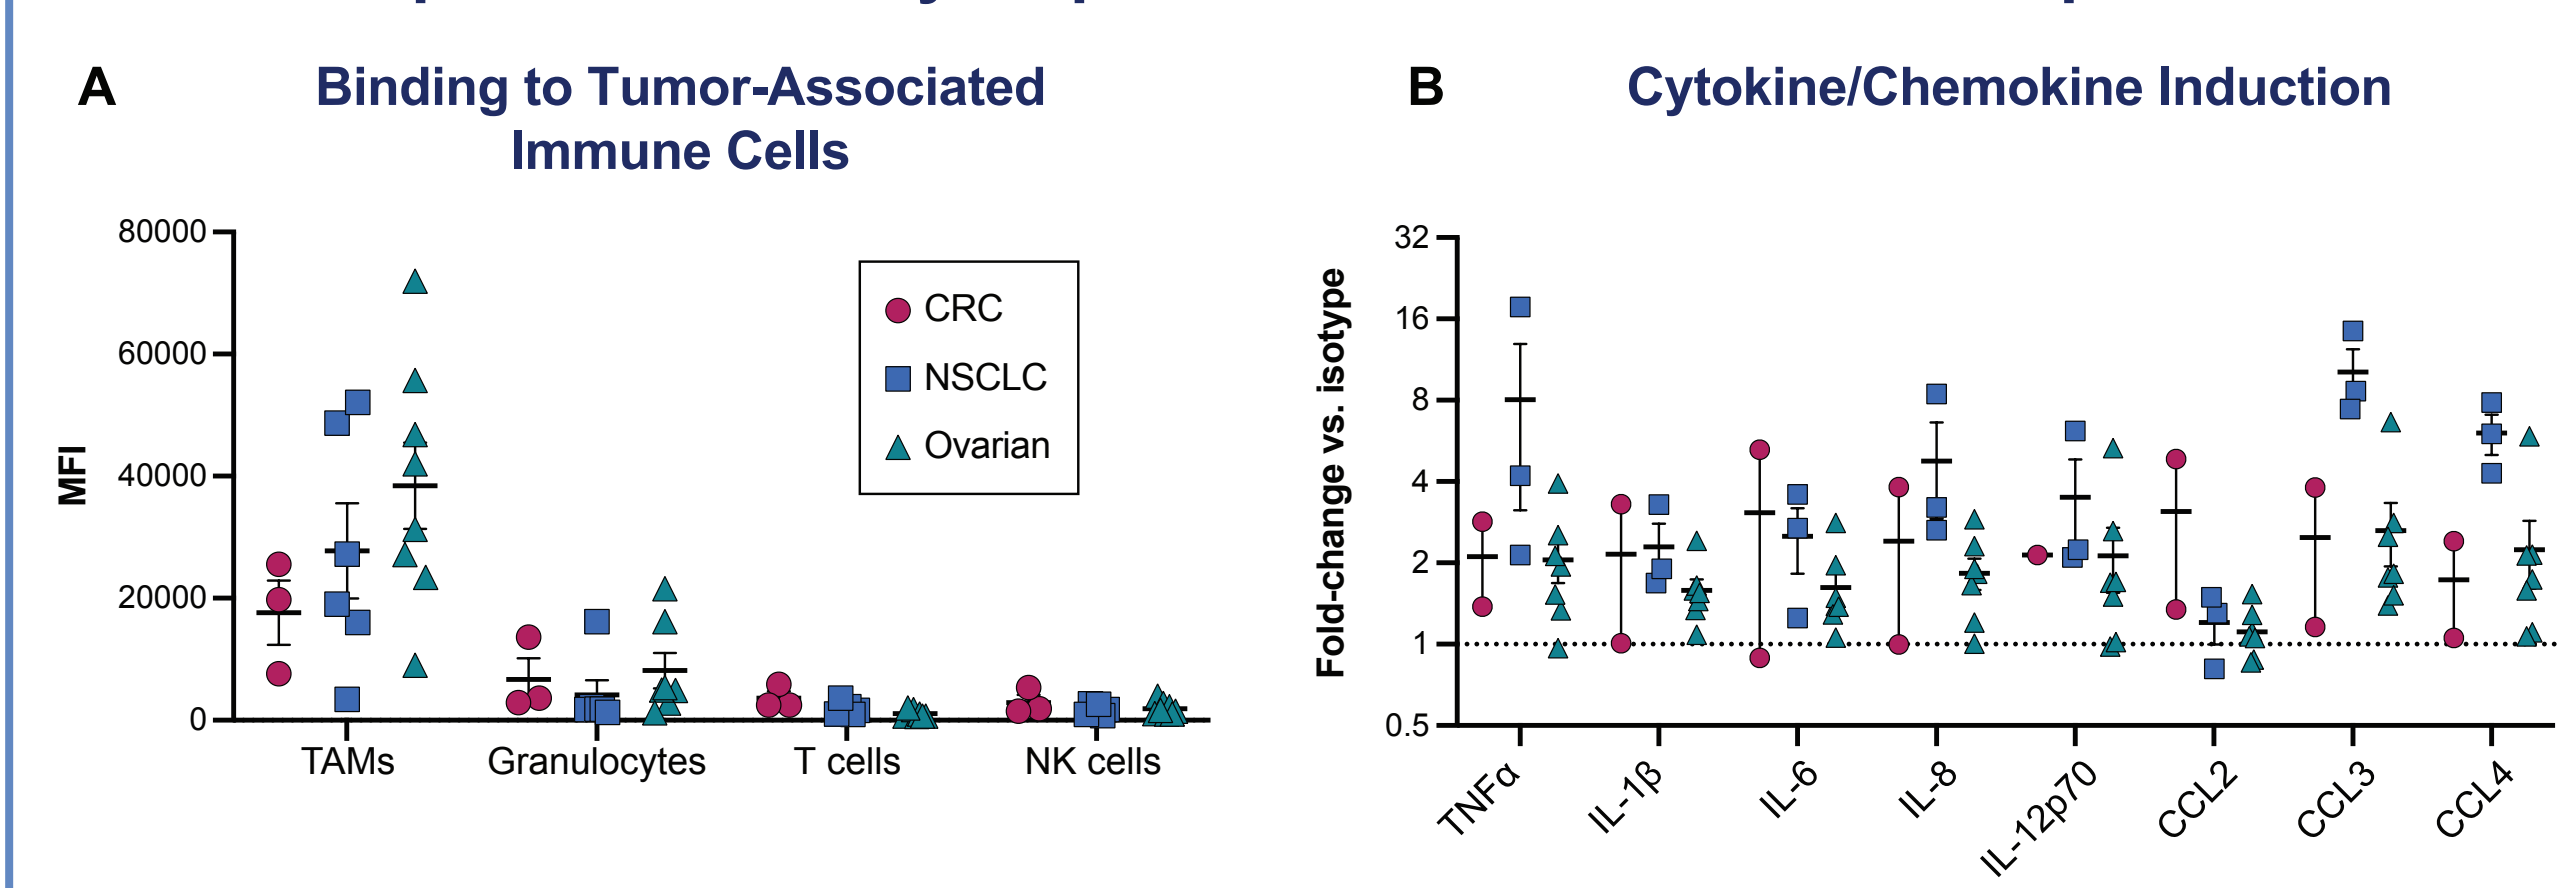 A
Binding to Tumor-Associated
Immune Cells
MFI
80000
60000
40000
20000
0
CRC
NSCLC
Ovarian
TAMs
Granulocytes
T cells
NK cells
B
Cytokine/Chemokine Induction
Fold-change vs. isotype
32
16
8
4
2
1
0.5
TNFα
IL-1β
IL-6
IL-8
IL-12p70
CCL2
CCL3
CCL4